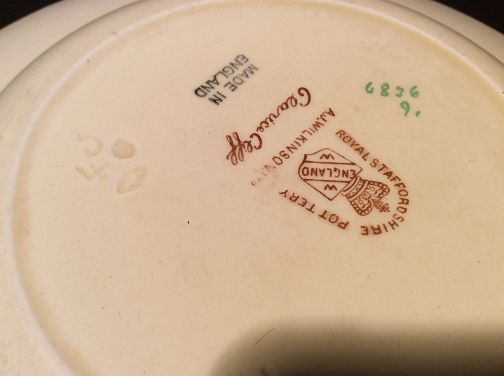 MADE IN
ENGLAND
Clarice Cliff
ROYAL STAFFORDSHIRE POTTERY
W
ENGLAND
W
A.J. WILKINSON LTD
6836
9.